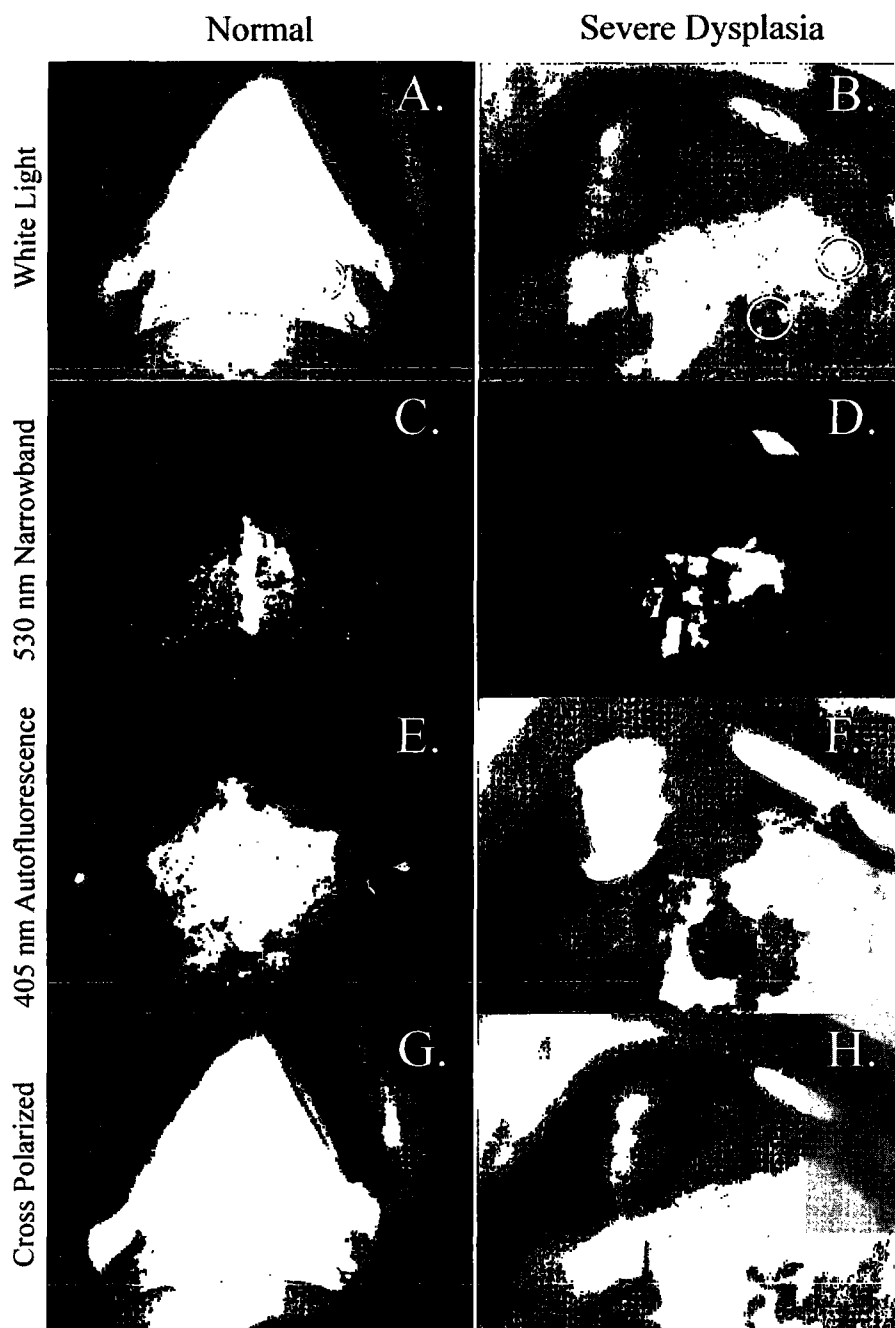 Normal
Severe Dysplasia
White Light
A.
B.
530 nm Narrowband
C.
D.
405 nm Autofluorescence
E.
F.
Cross Polarized
G.
H.